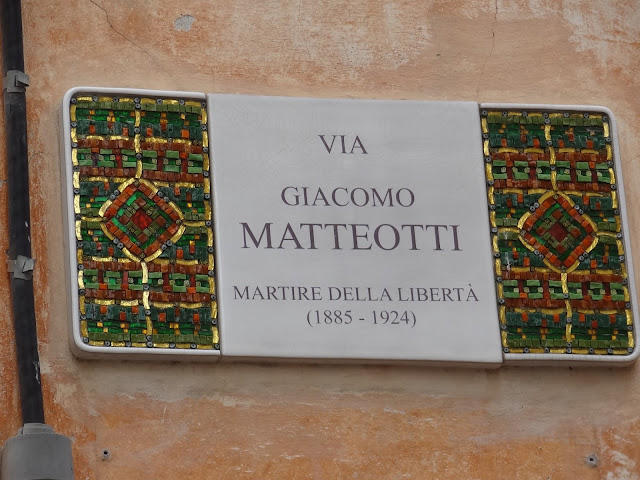 VIA
GIACOMO
MATTEOTTI
MARTIRE DELLA LIBERTÀ
(1885 - 1924)